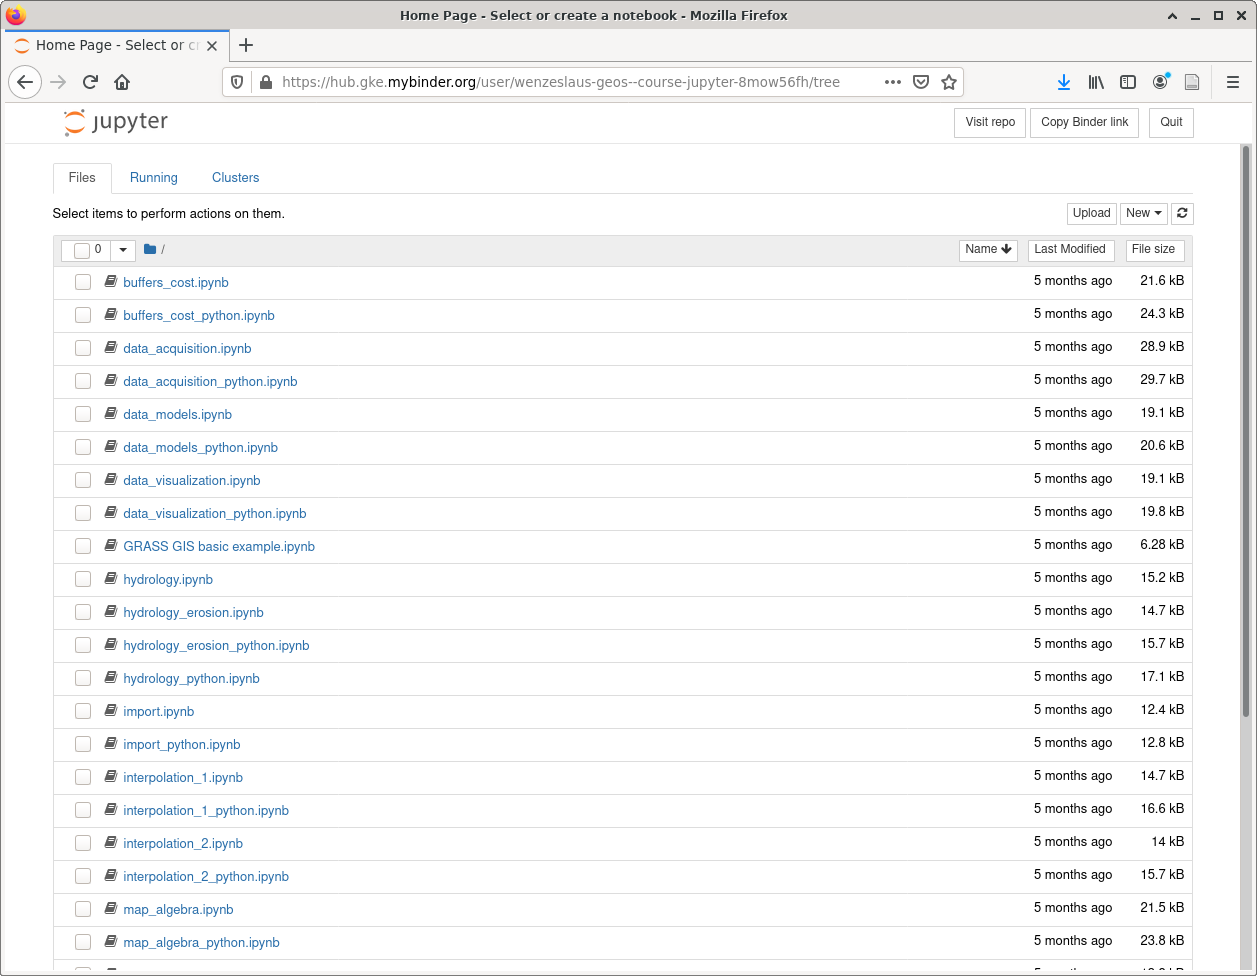 Home Page - Select or create a notebook - Mozilla Firefox
Home Page - Select or cr
https://hub.gke.mybinder.org/user/wenzeslaus-geos--course-jupyter-8mow56fh/tree
jupyter
Visit repo Copy Binder link Quit
Files Running Clusters
Select items to perform actions on them.
Upload New
0 / Name Last Modified File size
buffers_cost.ipynb 5 months ago 21.6 kB
buffers_cost_python.ipynb 5 months ago 24.3 kB
data_acquisition.ipynb 5 months ago 28.9 kB
data_acquisition_python.ipynb 5 months ago 29.7 kB
data_models.ipynb 5 months ago 19.1 kB
data_models_python.ipynb 5 months ago 20.6 kB
data_visualization.ipynb 5 months ago 19.1 kB
data_visualization_python.ipynb 5 months ago 19.8 kB
GRASS GIS basic example.ipynb 5 months ago 6.28 kB
hydrology.ipynb 5 months ago 15.2 kB
hydrology_erosion.ipynb 5 months ago 14.7 kB
hydrology_erosion_python.ipynb 5 months ago 15.7 kB
hydrology_python.ipynb 5 months ago 17.1 kB
import.ipynb 5 months ago 12.4 kB
import_python.ipynb 5 months ago 12.8 kB
interpolation_1.ipynb 5 months ago 14.7 kB
interpolation_1_python.ipynb 5 months ago 16.6 kB
interpolation_2.ipynb 5 months ago 14 kB
interpolation_2_python.ipynb 5 months ago 15.7 kB
map_algebra.ipynb 5 months ago 21.5 kB
map_algebra_python.ipynb 5 months ago 23.8 kB